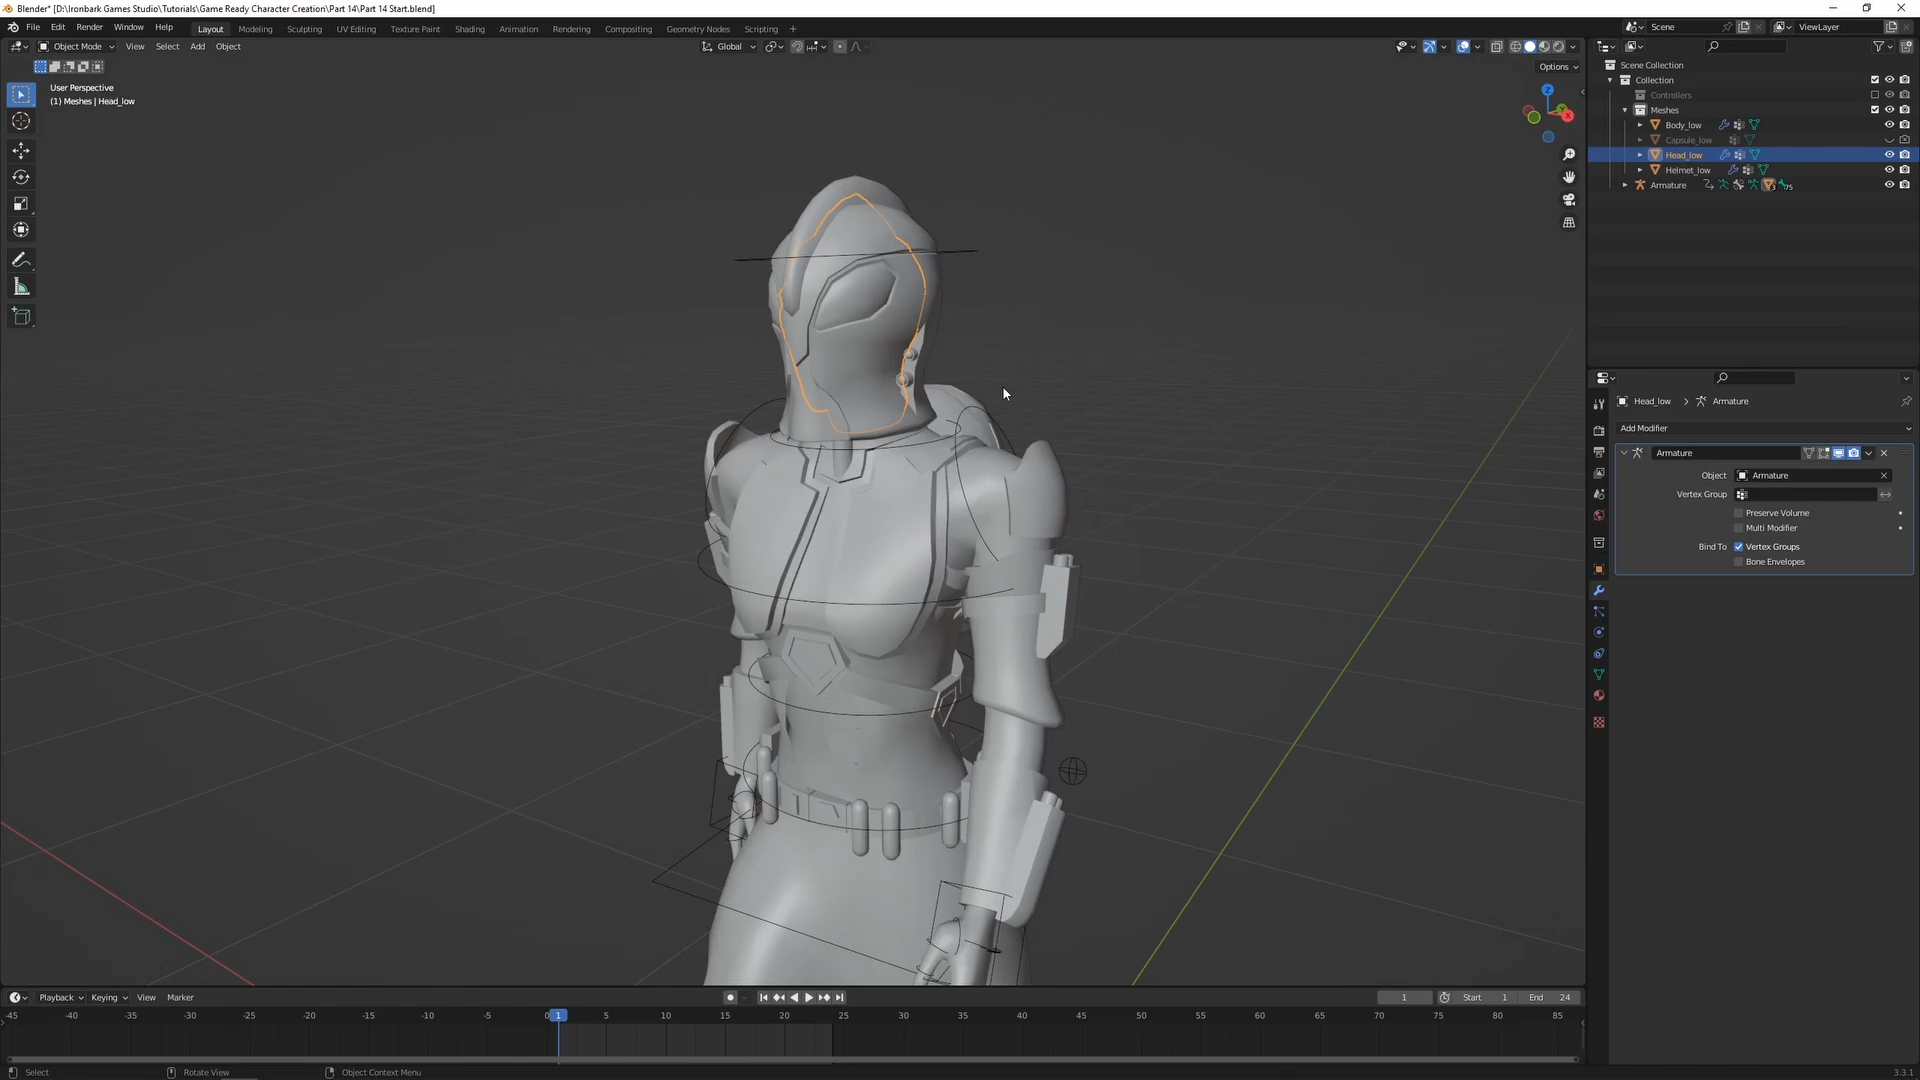 Blender* [D:\Ironbark Games Studio\Tutorials\Game Ready Character Creation\Part 14\Part 14 Start.blend]
File Edit Render Window Help Layout Modeling Sculpting UV Editing Texture Paint Shading Animation Rendering Compositing Geometry Nodes Scripting + Scene ViewLayer
Object Mode View Select Add Object Global
Options
User Perspective
(1) Meshes | Head_low
Z
Y
X
Scene Collection
Collection
Controllers
Meshes
Body_low
Capsule_low
Head_low
Helmet_low
Armature 3 75
Head_low > Armature
Add Modifier
Armature
Object Armature
Vertex Group
Preserve Volume
Multi Modifier
Bind To Vertex Groups
Bone Envelopes
Playback Keying View Marker 1 Start 1 End 24
-45 -40 -35 -30 -25 -20 -15 -10 -5 0 1 5 10 15 20 25 30 35 40 45 50 55 60 65 70 75 80 85
Select Rotate View Object Context Menu 3.3.1